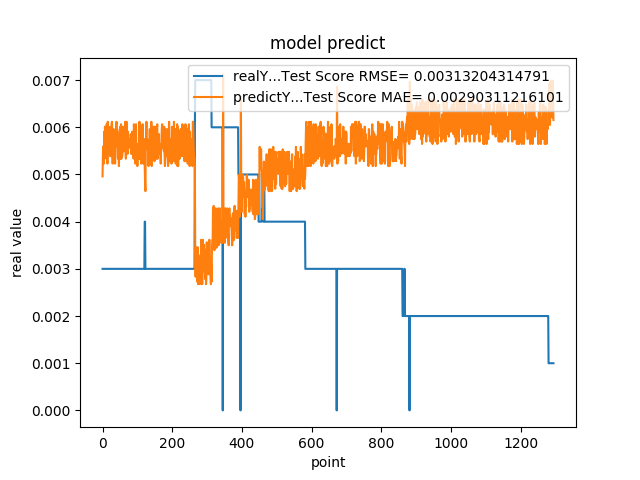 model predict
realY...Test Score RMSE= 0.00313204314791
predictY...Test Score MAE= 0.00290311216101
0.007
0.006
0.005
0.004
0.003
0.002
0.001
0.000
real value
0 200 400 600 800 1000 1200
point